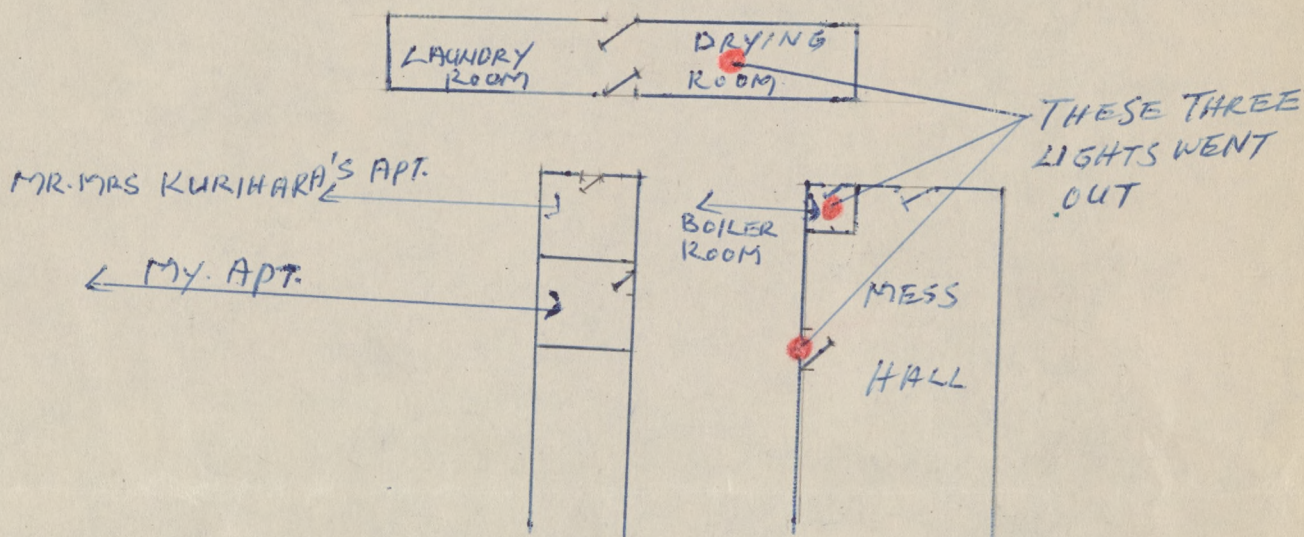 LAUNDRY
ROOM
DRYING
ROOM
THESE THREE
LIGHTS WENT
OUT
MR. MRS KURIHARA'S APT.
BOILER
ROOM
MY. APT.
MESS
HALL